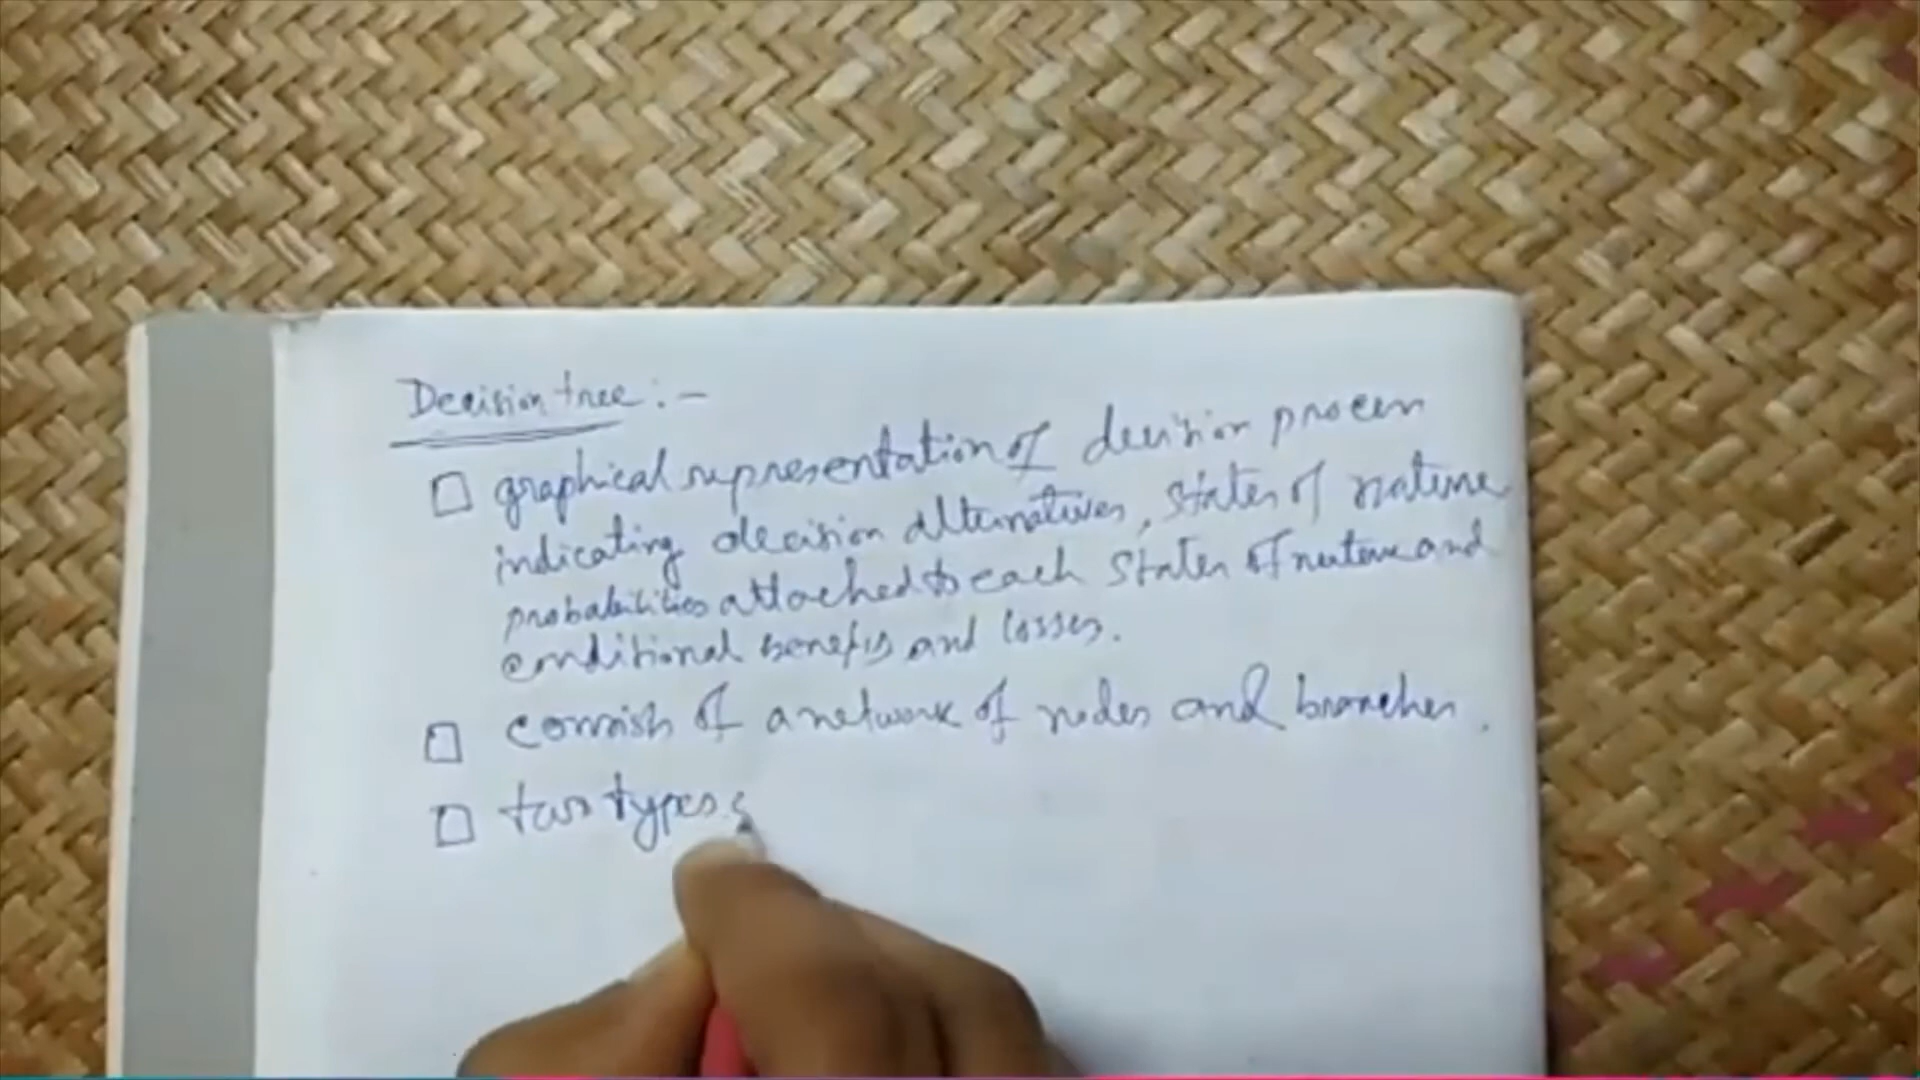 Decision tree :-
□ graphical representation of decision process
indicating decision alternatives, states of nature
probabilities attached to each states of nature and
conditional benefits and losses.
□ consists of a network of nodes and branches.
□ two types